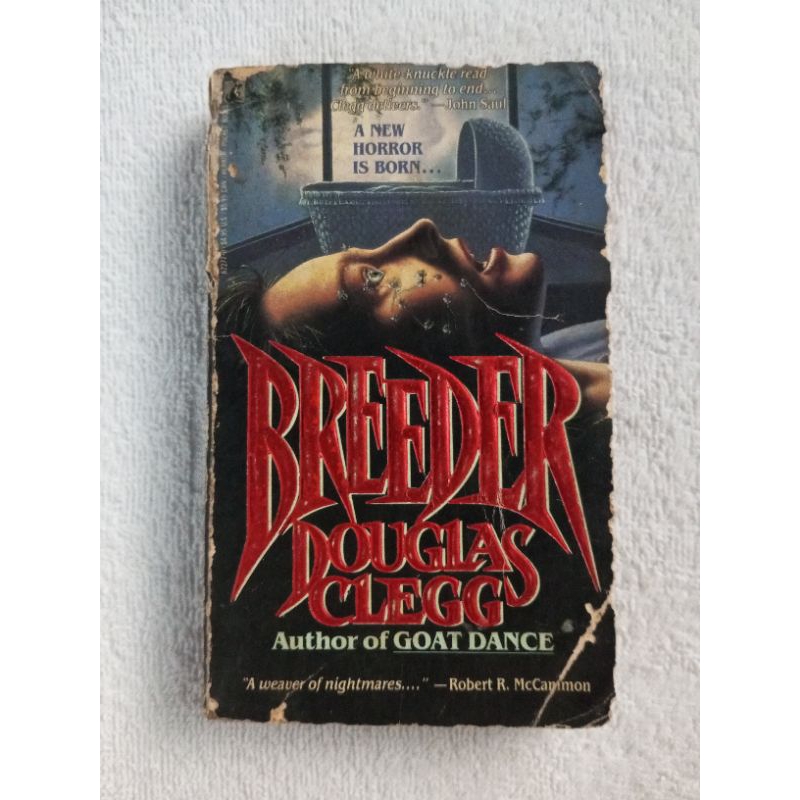 "A white knuckle read
from beginning to end...
Clegg delivers." —John Saul
A NEW
HORROR
IS BORN...
BREEDER
DOUGLAS
CLEGG
Author of GOAT DANCE
"A weaver of nightmares...." —Robert R. McCammon